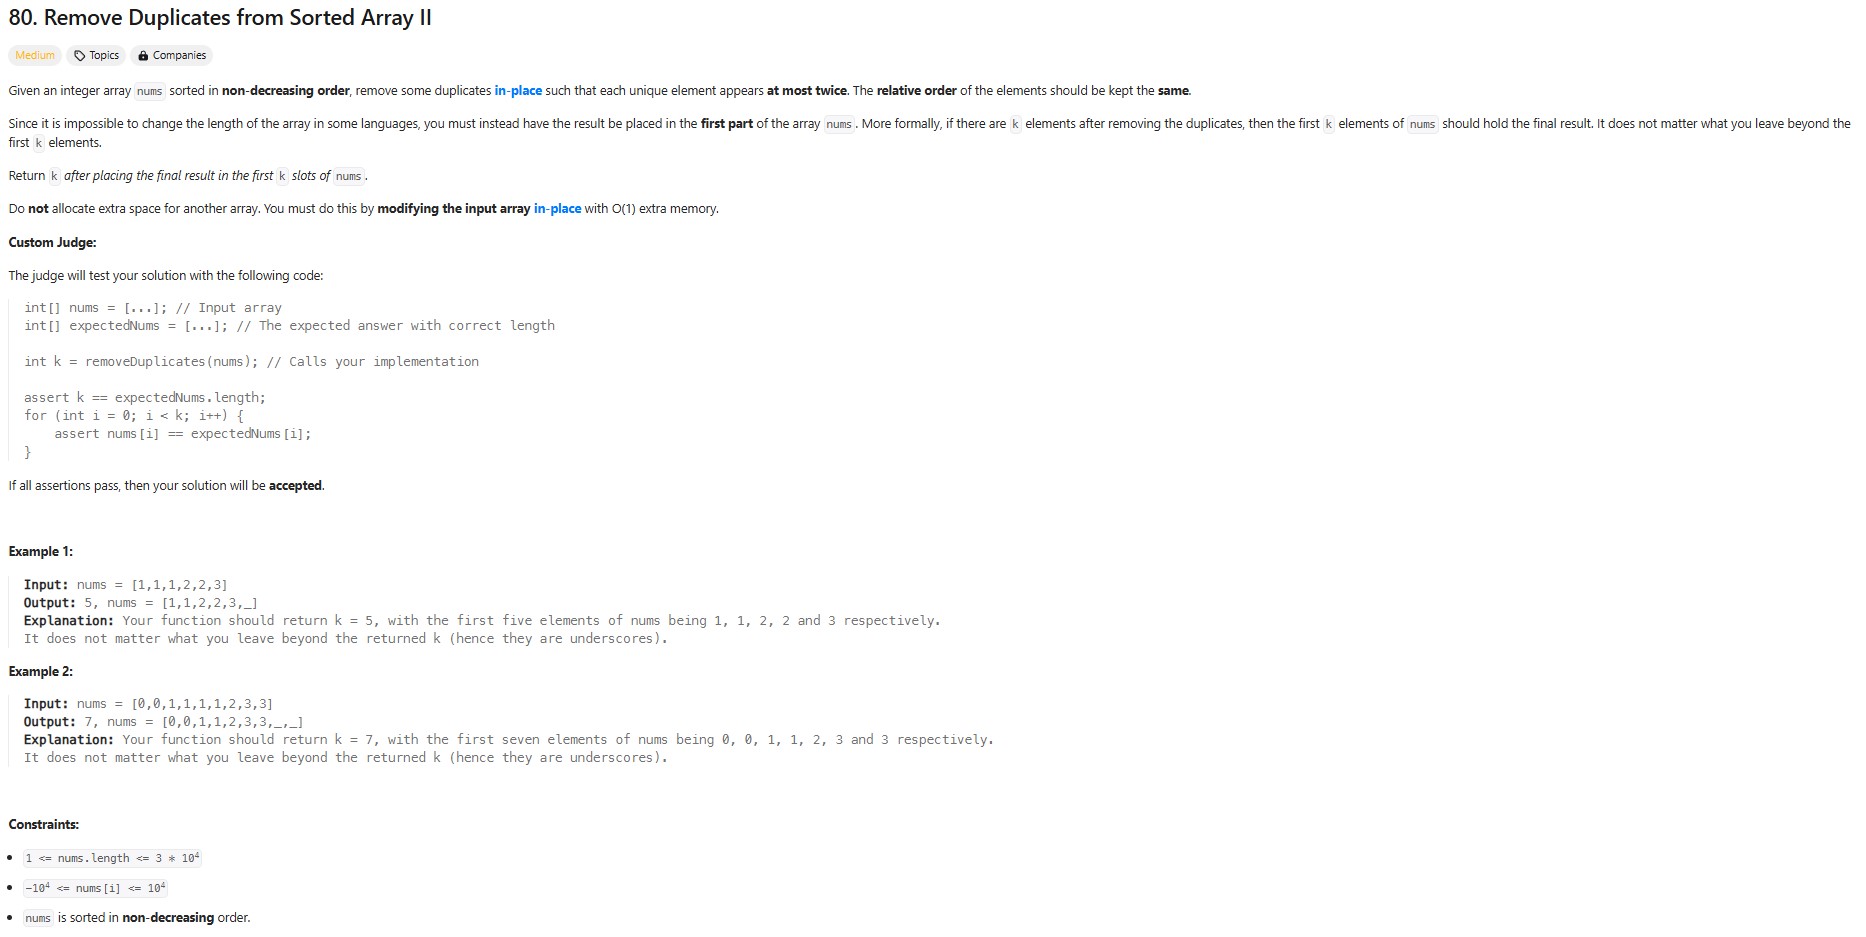 80. Remove Duplicates from Sorted Array II
Medium Topics Companies
Given an integer array nums sorted in non-decreasing order, remove some duplicates in-place such that each unique element appears at most twice. The relative order of the elements should be kept the same.
Since it is impossible to change the length of the array in some languages, you must instead have the result be placed in the first part of the array nums. More formally, if there are k elements after removing the duplicates, then the first k elements of nums should hold the final result. It does not matter what you leave beyond the
first k elements.
Return k after placing the final result in the first k slots of nums.
Do not allocate extra space for another array. You must do this by modifying the input array in-place with O(1) extra memory.
Custom Judge:
The judge will test your solution with the following code:
int[] nums = [...]; // Input array
int[] expectedNums = [...]; // The expected answer with correct length
int k = removeDuplicates(nums); // Calls your implementation
assert k == expectedNums.length;
for (int i = 0; i < k; i++) {
    assert nums[i] == expectedNums[i];
}
If all assertions pass, then your solution will be accepted.
Example 1:
Input: nums = [1,1,1,2,2,3]
Output: 5, nums = [1,1,2,2,3,_]
Explanation: Your function should return k = 5, with the first five elements of nums being 1, 1, 2, 2 and 3 respectively.
It does not matter what you leave beyond the returned k (hence they are underscores).
Example 2:
Input: nums = [0,0,1,1,1,1,2,3,3]
Output: 7, nums = [0,0,1,1,2,3,3,_,_]
Explanation: Your function should return k = 7, with the first seven elements of nums being 0, 0, 1, 1, 2, 3 and 3 respectively.
It does not matter what you leave beyond the returned k (hence they are underscores).
Constraints:
• 1 <= nums.length <= 3 * 10⁴
• -10⁴ <= nums[i] <= 10⁴
• nums is sorted in non-decreasing order.